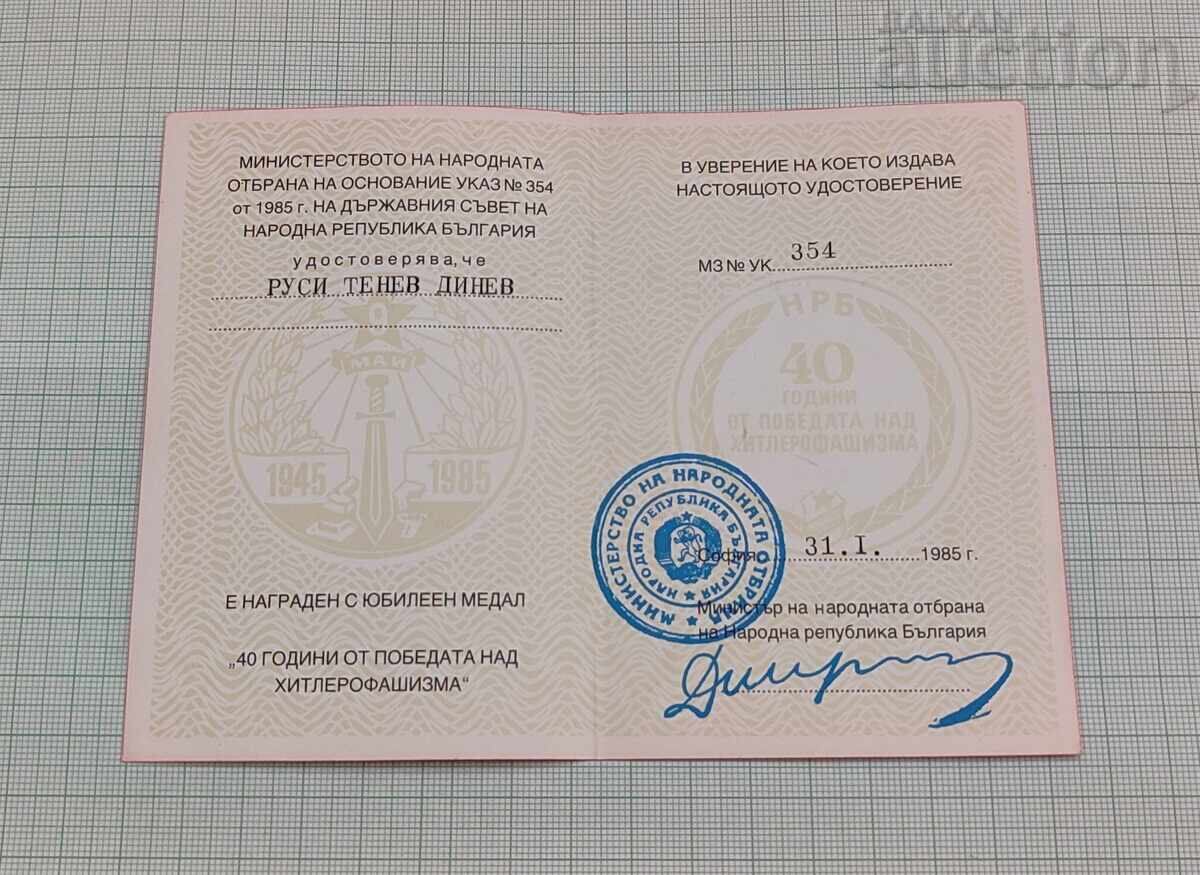 BALKAN
auction
МИНИСТЕРСТВОТО НА НАРОДНАТА
ОТБРАНА НА ОСНОВАНИЕ УКАЗ № 354
от 1985 г. НА ДЪРЖАВНИЯ СЪВЕТ НА
НАРОДНА РЕПУБЛИКА БЪЛГАРИЯ
удостоверява, че
РУСИ ТЕНЕВ ДИНЕВ
9
МАЙ
1945 1985
Е НАГРАДЕН С ЮБИЛЕЕН МЕДАЛ
„40 ГОДИНИ ОТ ПОБЕДАТА НАД
ХИТЛЕРОФАШИЗМА“
В УВЕРЕНИЕ НА КОЕТО ИЗДАВА
НАСТОЯЩОТО УДОСТОВЕРЕНИЕ
МЗ № УК 354
НРБ
40
ГОДИНИ
ОТ ПОБЕДАТА НАД
ХИТЛЕРОФАШИЗМА
МИНИСТЕРСТВО НА НАРОДНАТА ОТБРАНА
НАРОДНА РЕПУБЛИКА БЪЛГАРИЯ
София, 31.I. 1985 г.
Министър на народната отбрана
на Народна република България